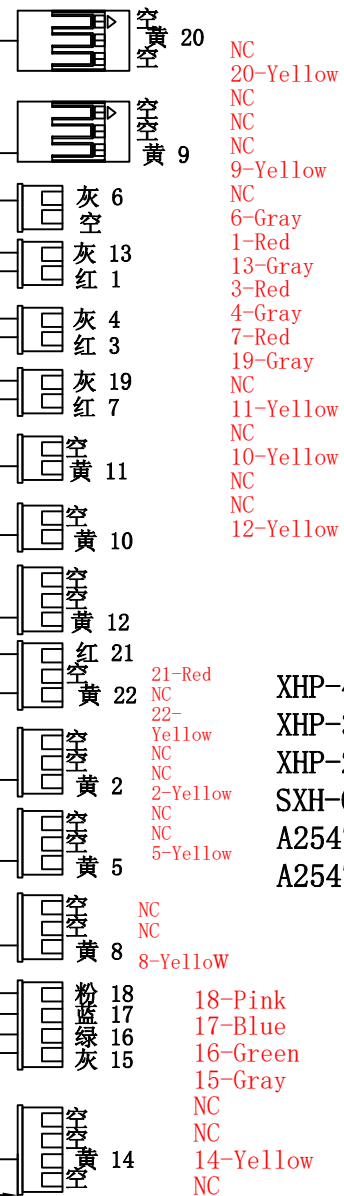 空
黄 20
空
空
空
黄 9
灰 6
空
灰 13
红 1
灰 4
红 3
灰 19
红 7
空
黄 11
空
黄 10
空
空
黄 12
红 21
空
黄 22
空
空
黄 2
空
空
黄 5
空
空
黄 8
粉 18
蓝 17
绿 16
灰 15
空
空
黄 14
空
NC
20-Yellow
NC
NC
NC
9-Yellow
NC
6-Gray
1-Red
13-Gray
3-Red
4-Gray
7-Red
19-Gray
NC
11-Yellow
NC
10-Yellow
NC
NC
12-Yellow
21-Red
NC
22-
Yellow
NC
NC
2-Yellow
NC
NC
5-Yellow
NC
NC
8-YelloW
18-Pink
17-Blue
16-Green
15-Gray
NC
NC
14-Yellow
NC
XHP-
XHP-
XHP-
SXH-
A254
A254